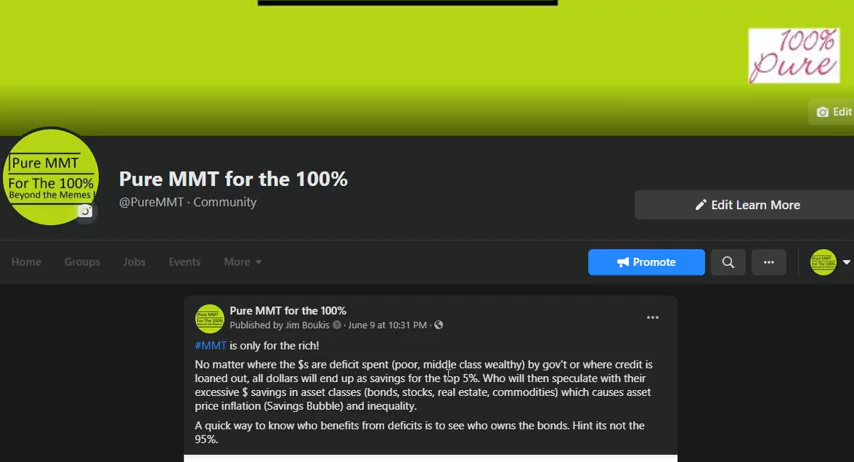 100%
Pure
Edit
Pure MMT
For The 100%
Beyond the Memes
Pure MMT for the 100%
@PureMMT · Community
Edit Learn More
Home Groups Jobs Events More
Promote
Pure MMT for the 100%
Published by Jim Boukis · June 9 at 10:31 PM ·
#MMT is only for the rich!
No matter where the $s are deficit spent (poor, middle class wealthy) by gov't or where credit is
loaned out, all dollars will end up as savings for the top 5%. Who will then speculate with their
excessive $ savings in asset classes (bonds, stocks, real estate, commodities) which causes asset
price inflation (Savings Bubble) and inequality.
A quick way to know who benefits from deficits is to see who owns the bonds. Hint its not the
95%.